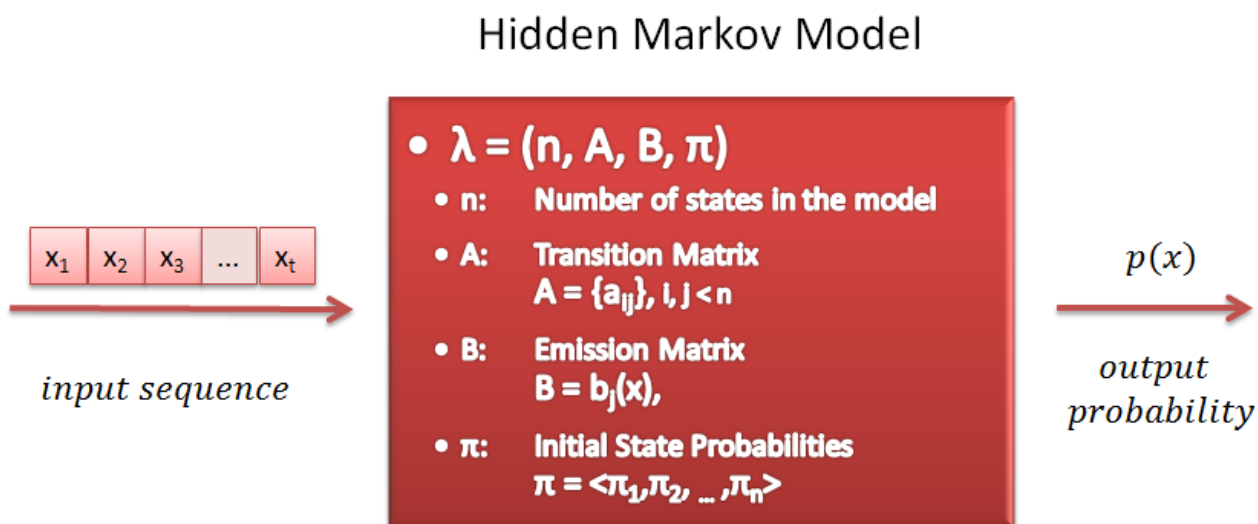 Hidden Markov Model
• λ = (n, A, B, π)
• n: Number of states in the model
• A: Transition Matrix
A = {aᵢⱼ}, i, j < n
• B: Emission Matrix
B = bⱼ(x),
• π: Initial State Probabilities
π = <π₁,π₂, ... ,πₙ>
x₁ x₂ x₃ ... xₜ
input sequence
p(x)
output
probability